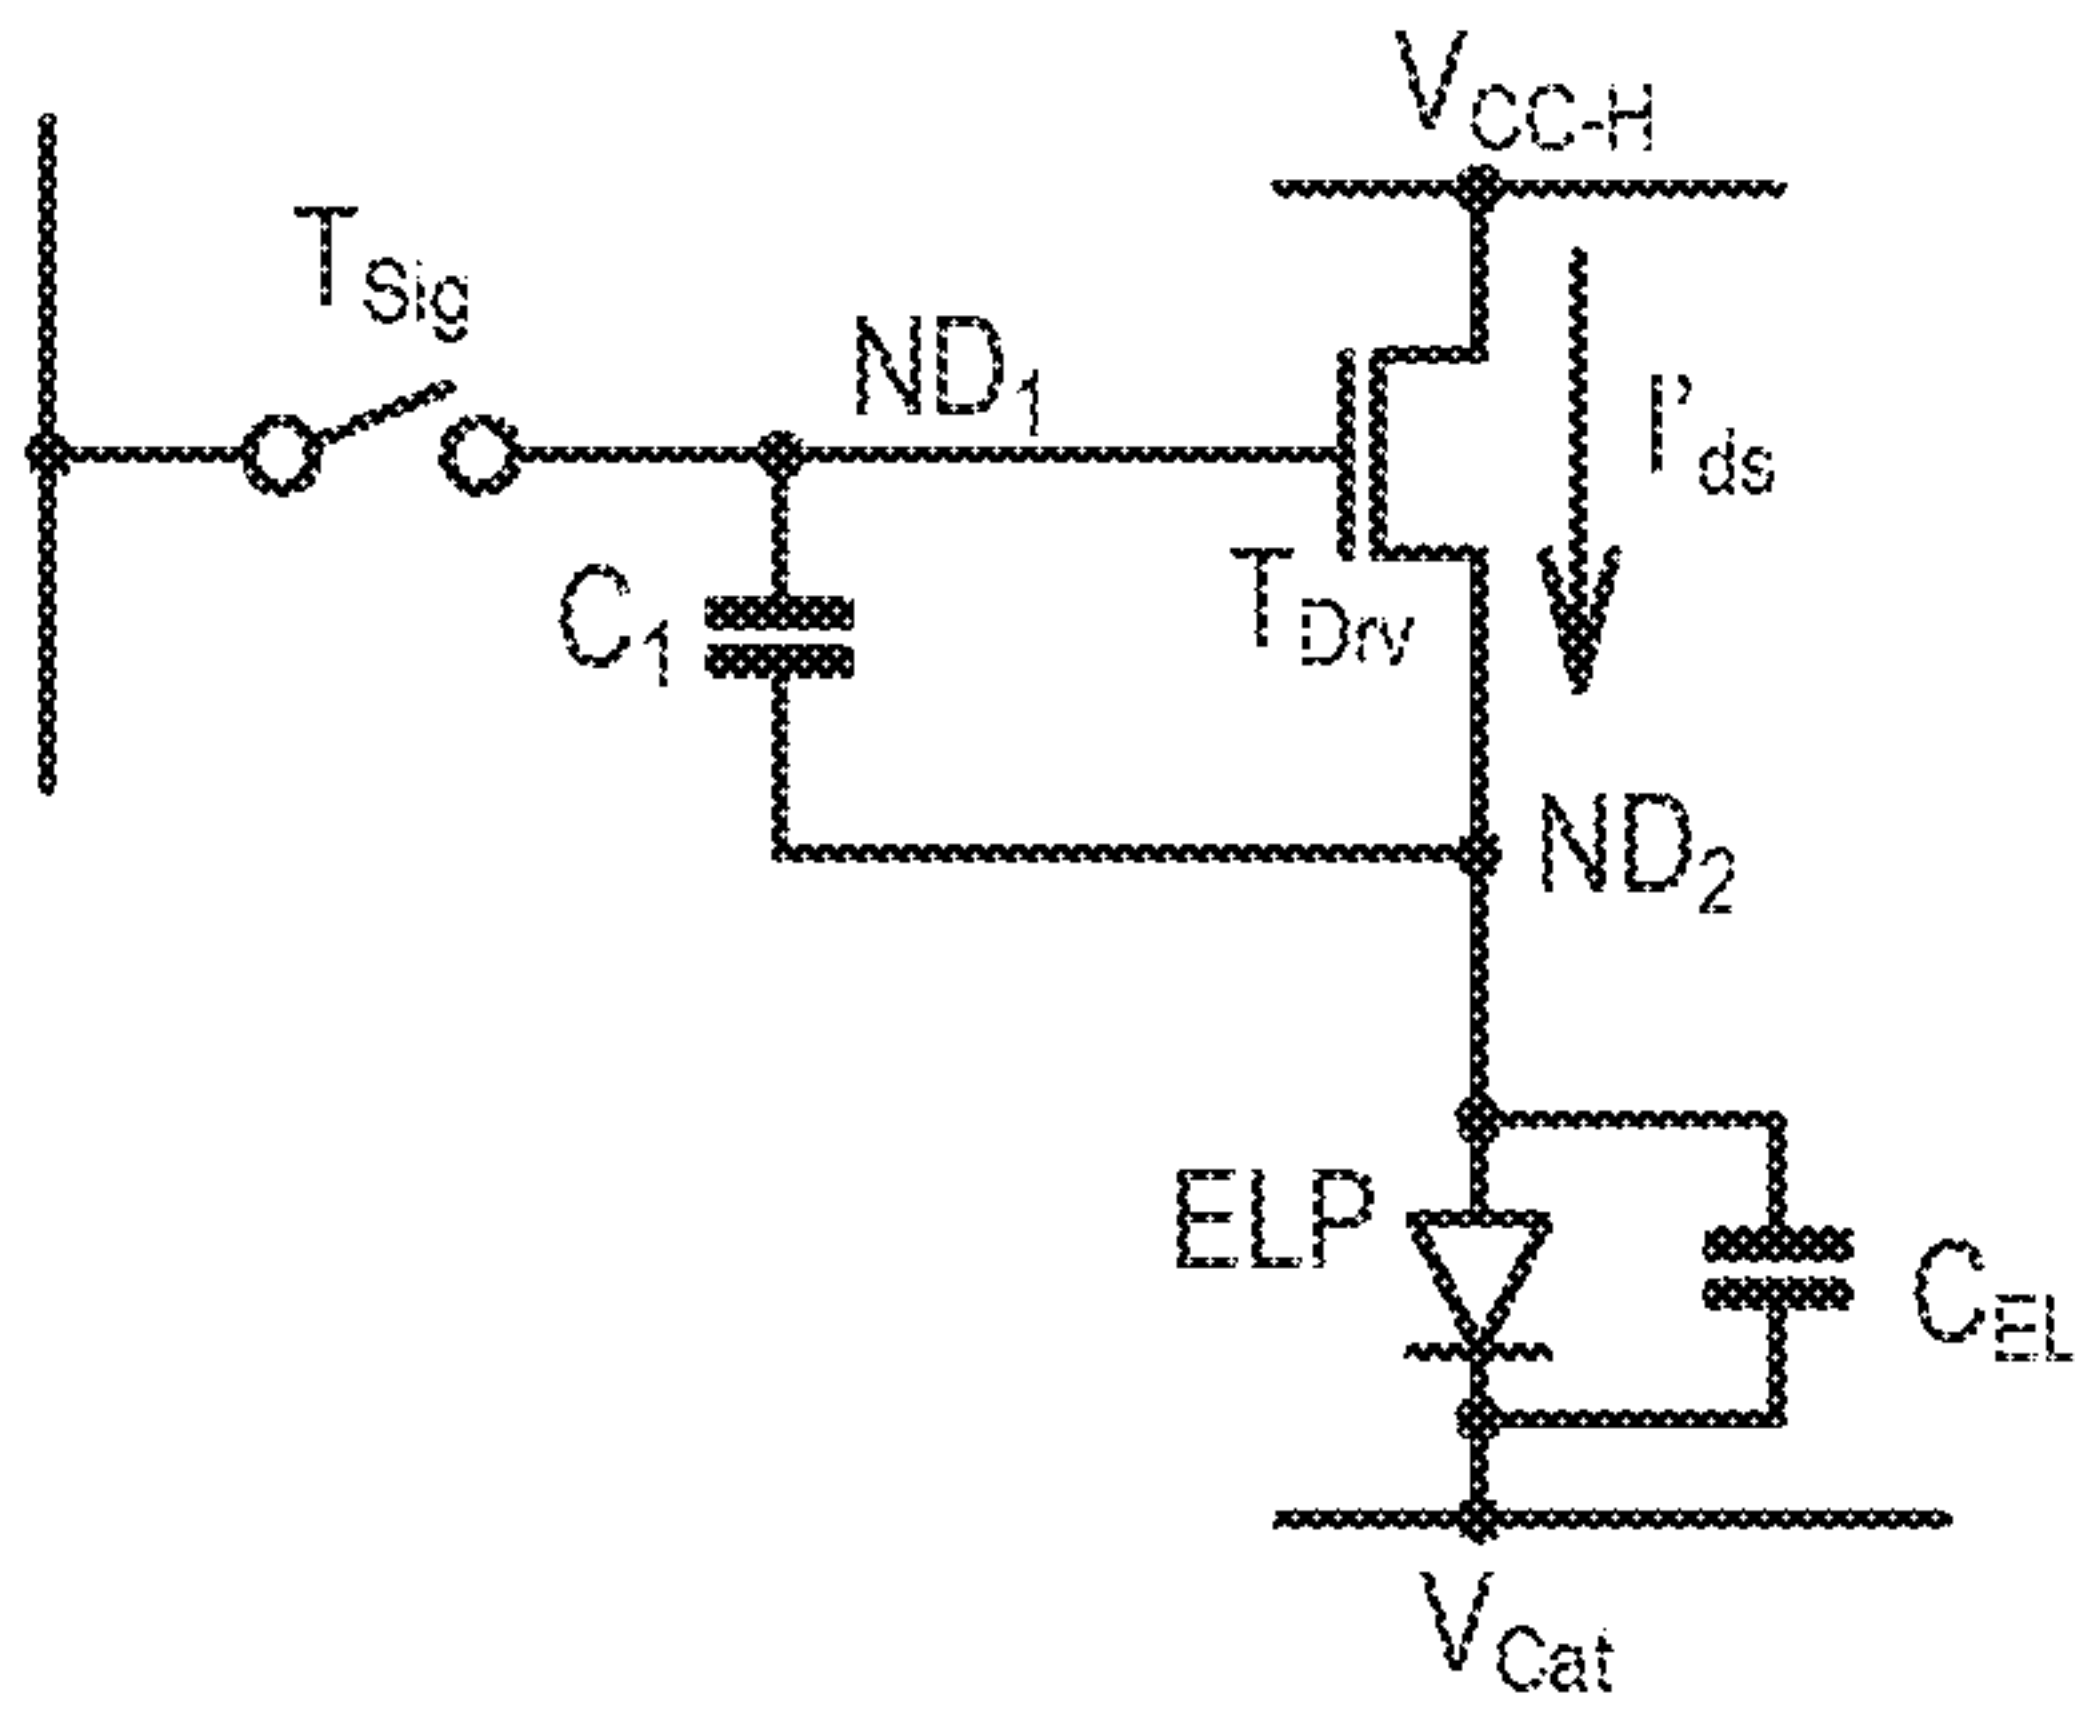 V_CC-H
T_Sig
ND_1
I'_ds
C_1
T_Drv
ND_2
ELP
C_EL
V_Cat